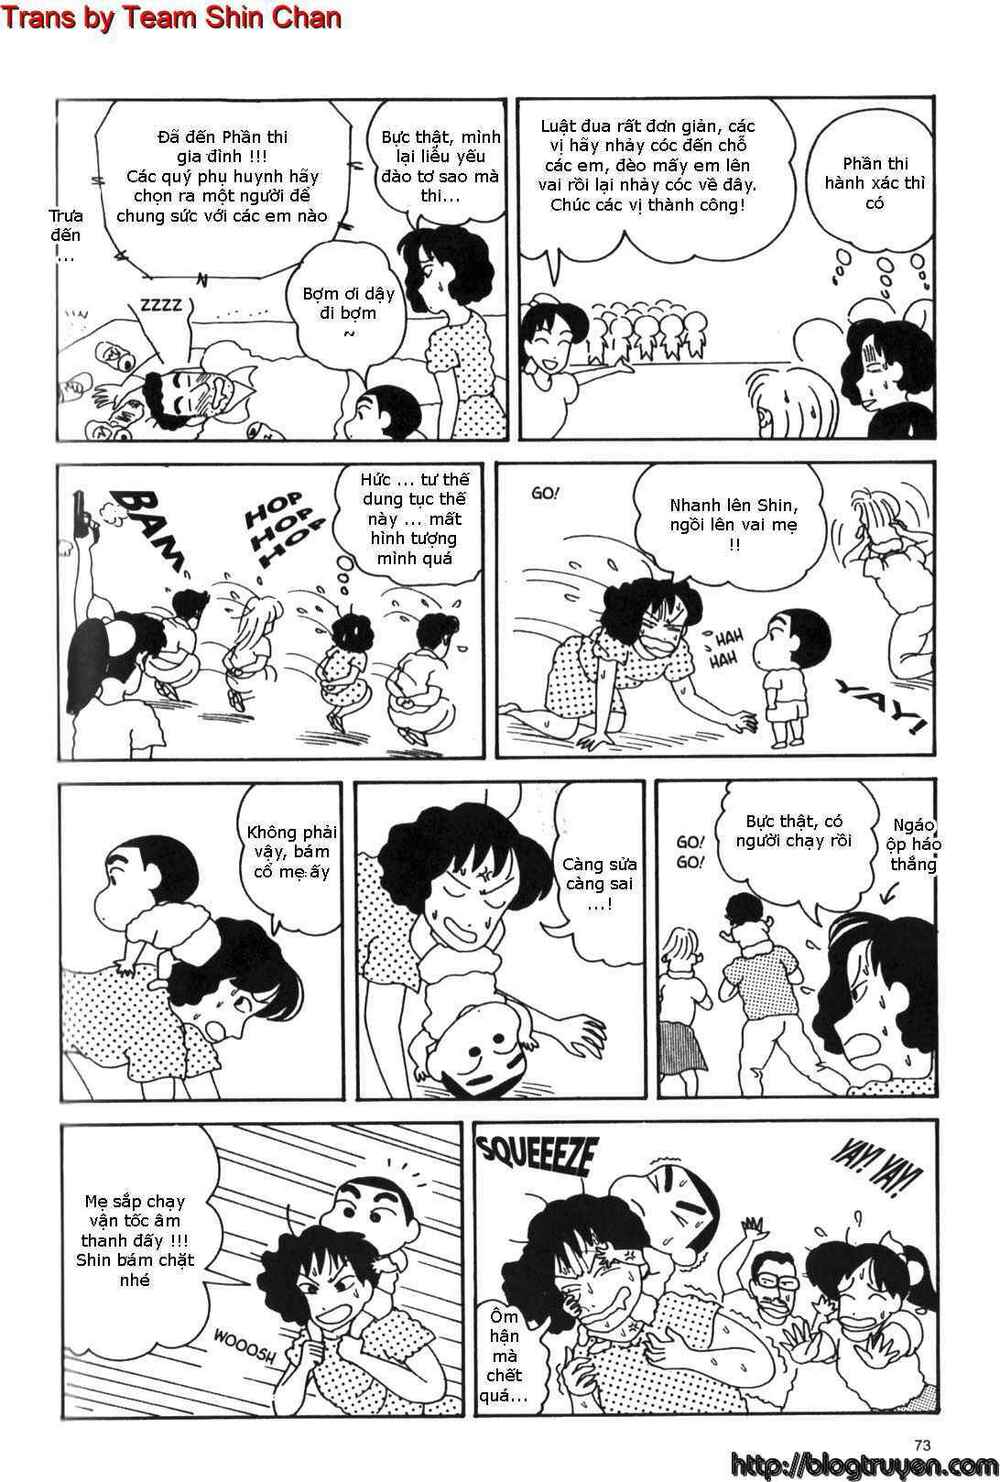 Trans by Team Shin Chan
Trưa
đến
...
Đã đến Phần thi
gia đình !!!
Các quý phụ huynh hãy
chọn ra một người để
chung sức với các em nào
Bực thật, mình
lại liễu yếu
đào tơ sao mà
thi...
ZZZZ
Bợm ơi dậy
đi bợm
~
Luật đua rất đơn giản, các
vị hãy nhảy cóc đến chỗ
các em, đèo mấy em lên
vai rồi lại nhảy cóc về đây.
Chúc các vị thành công!
Phần thi
hành xác thì
có
BAM
HOP
HOP
HOP
Hức ... tư thế
dung tục thế
này ... mất
hình tượng
mình quá
GO!
Nhanh lên Shin,
ngồi lên vai mẹ
!!
HAH
HAH
YAY!
Không phải
vậy, bám
cổ mẹ ấy
Càng sửa
càng sai
...!
GO!
GO!
Bực thật, có
người chạy rồi
Ngáo
ộp háo
thắng
Mẹ sắp chạy
vận tốc âm
thanh đấy !!!
Shin bám chặt
nhé
WOOOSH
SQUEEEZE
YAY! YAY!
Ôm
hận
mà
chết
quá...
73
http://blogtruyen.com